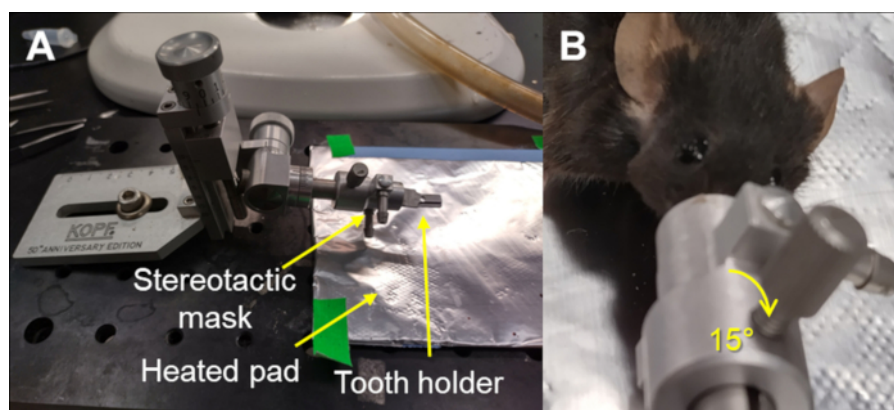 A
B
KOPF
50TH ANNIVERSARY EDITION
Stereotactic
mask
Heated pad
Tooth holder
15°